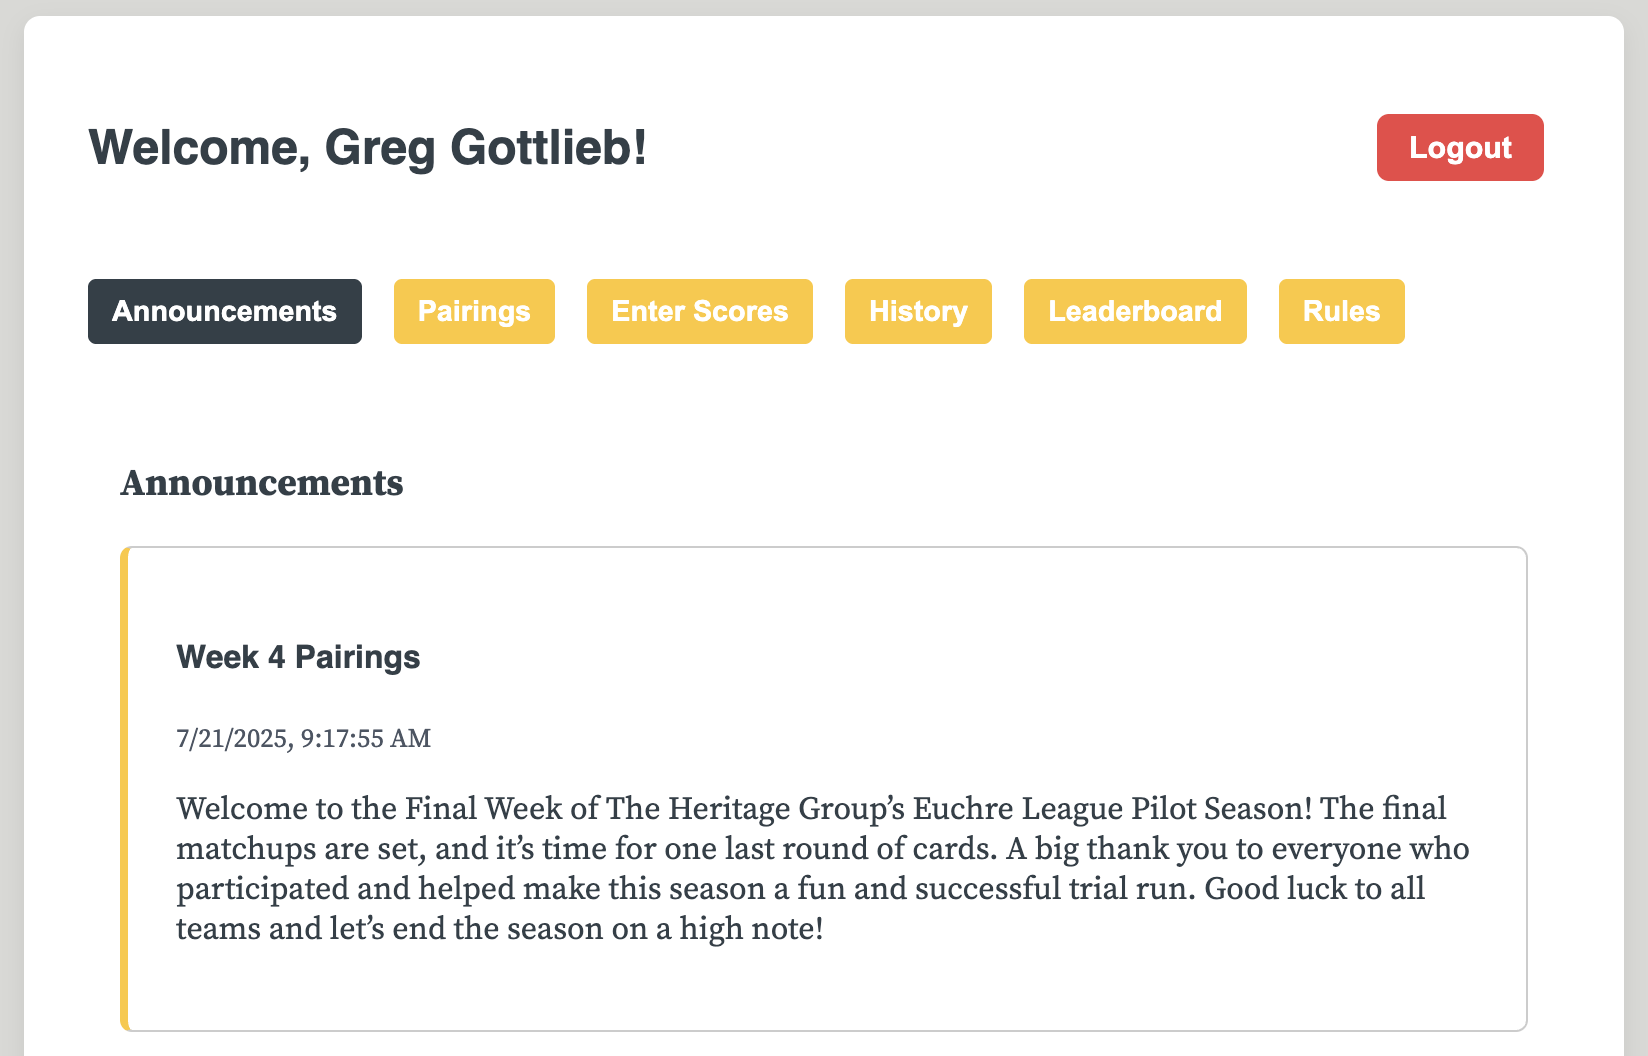 Welcome, Greg Gottlieb!
Logout
Announcements
Pairings
Enter Scores
History
Leaderboard
Rules
Announcements
Week 4 Pairings
7/21/2025, 9:17:55 AM
Welcome to the Final Week of The Heritage Group’s Euchre League Pilot Season! The final
matchups are set, and it’s time for one last round of cards. A big thank you to everyone who
participated and helped make this season a fun and successful trial run. Good luck to all
teams and let’s end the season on a high note!